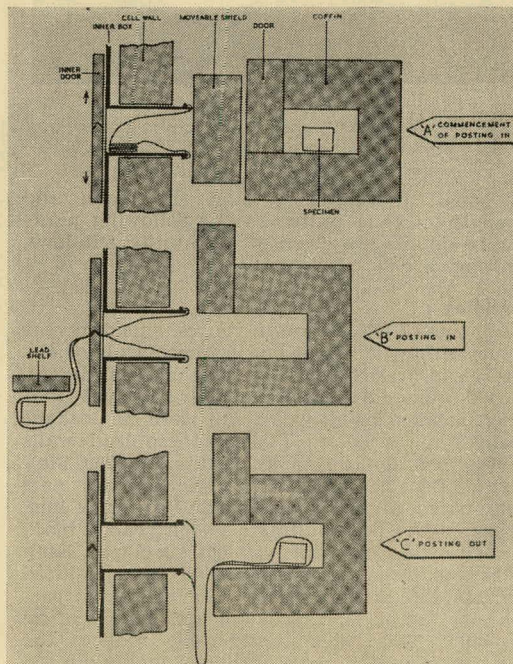 INNER BOX
CELL WALL
MOVEABLE SHIELD
DOOR
COFFIN
INNER
DOOR
'A' COMMENCEMENT
OF POSTING IN
SPECIMEN
'B' POSTING IN
LEAD
SHELF
'C' POSTING OUT